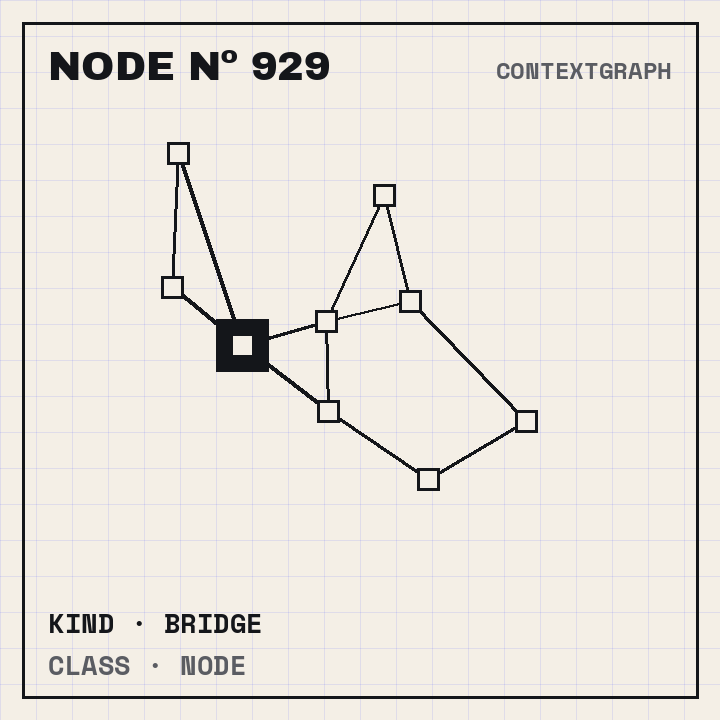 NODE Nº 929
CONTEXTGRAPH
KIND · BRIDGE
CLASS · NODE